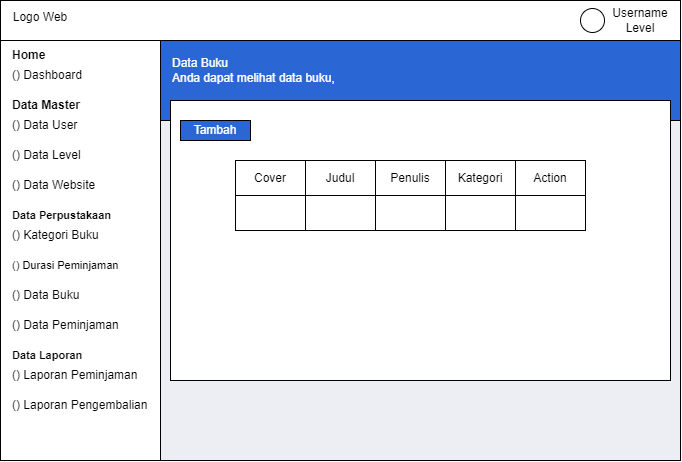 Logo Web
Username
Level
Home
() Dashboard
Data Master
() Data User
() Data Level
() Data Website
Data Perpustakaan
() Kategori Buku
() Durasi Peminjaman
() Data Buku
() Data Peminjaman
Data Laporan
() Laporan Peminjaman
() Laporan Pengembalian
Data Buku
Anda dapat melihat data buku,
Tambah
Cover Judul Penulis Kategori Action